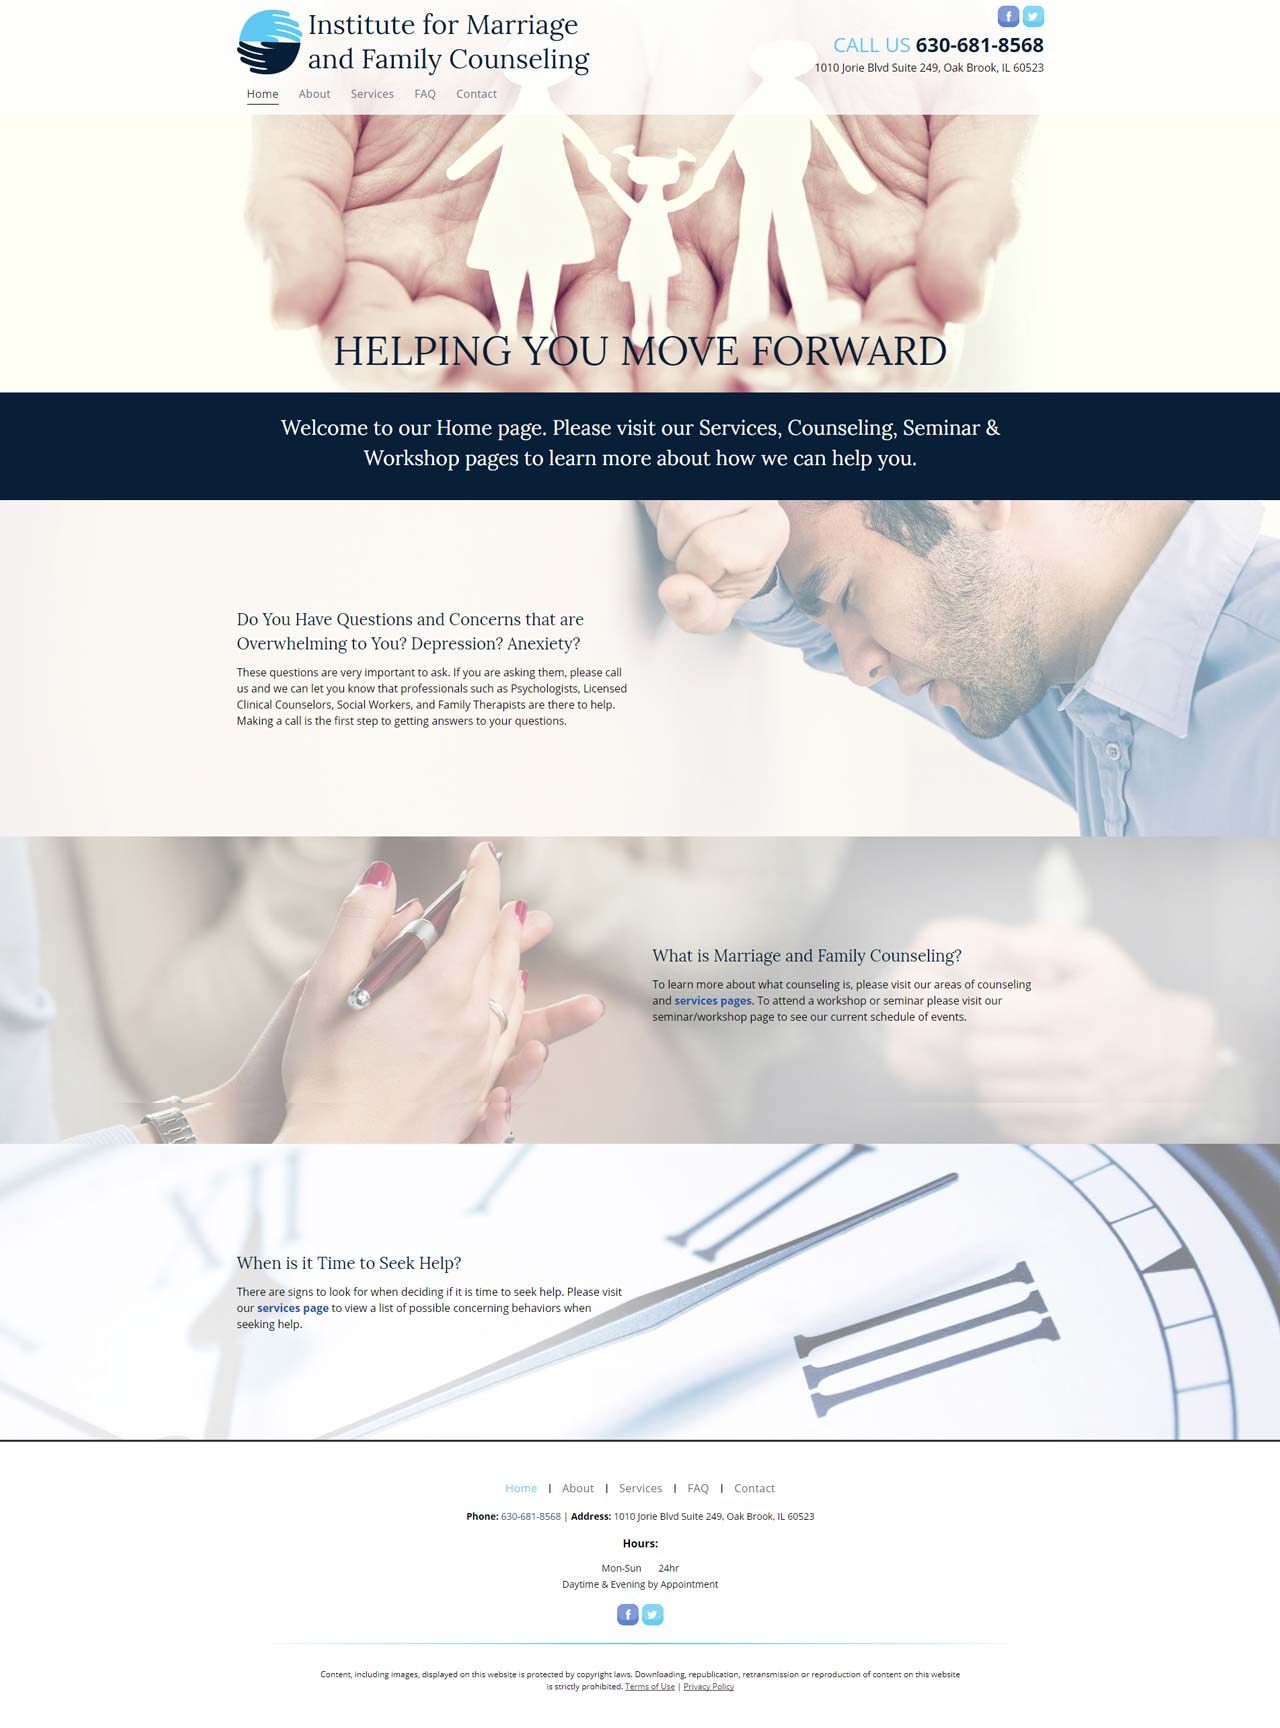 Institute for Marriage
and Family Counseling
CALL US 630-681-8568
1010 Jorie Blvd Suite 249, Oak Brook, IL 60523
Home About Services FAQ Contact
HELPING YOU MOVE FORWARD
Welcome to our Home page. Please visit our Services, Counseling, Seminar &
Workshop pages to learn more about how we can help you.
Do You Have Questions and Concerns that are
Overwhelming to You? Depression? Anexiety?
These questions are very important to ask. If you are asking them, please call
us and we can let you know that professionals such as Psychologists, Licensed
Clinical Counselors, Social Workers, and Family Therapists are there to help.
Making a call is the first step to getting answers to your questions.
What is Marriage and Family Counseling?
To learn more about what counseling is, please visit our areas of counseling
and services pages. To attend a workshop or seminar please visit our
seminar/workshop page to see our current schedule of events.
XII
When is it Time to Seek Help?
There are signs to look for when deciding if it is time to seek help. Please visit
our services page to view a list of possible concerning behaviors when
seeking help.
Home | About | Services | FAQ | Contact
Phone: 630-681-8568 | Address: 1010 Jorie Blvd Suite 249, Oak Brook, IL 60523
Hours:
Mon-Sun 24hr
Daytime & Evening by Appointment
Content, including images, displayed on this website is protected by copyright laws. Downloading, republication, retransmission or reproduction of content on this website
is strictly prohibited. Terms of Use | Privacy Policy